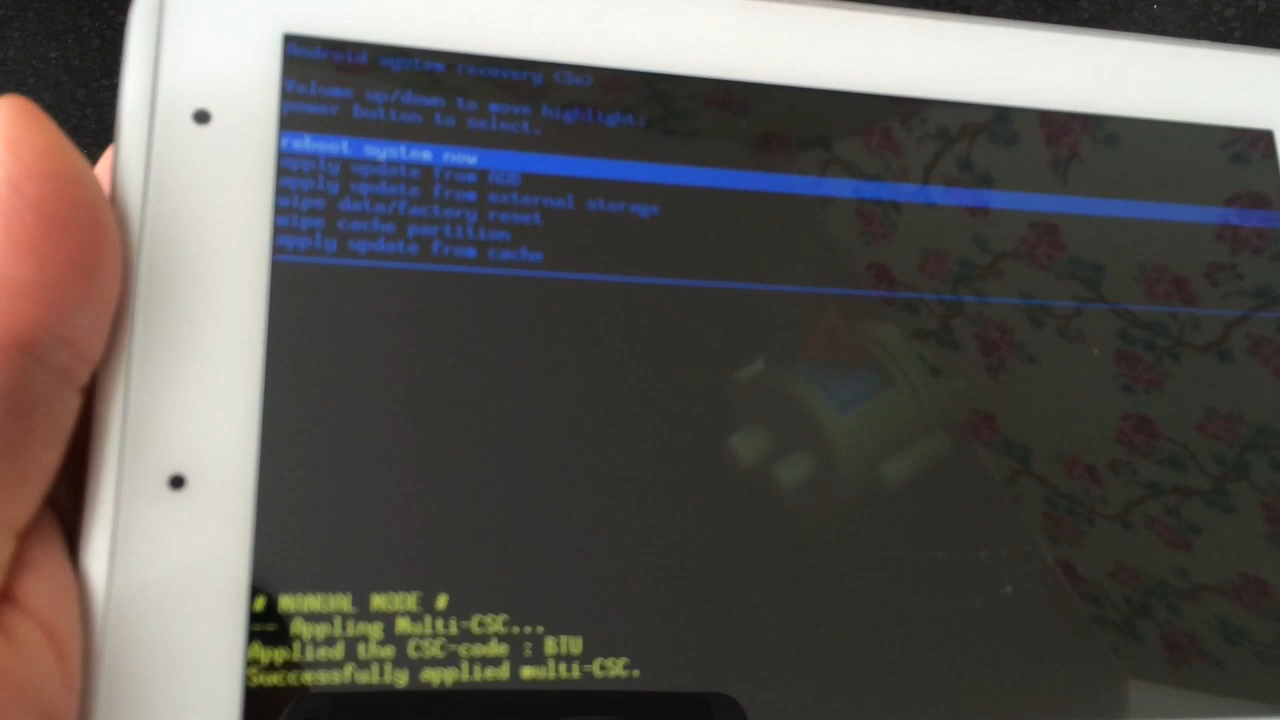 Android system recovery <3e>
Volume up/down to move highlight;
power button to select.
reboot system now
apply update from ADB
apply update from external storage
wipe data/factory reset
wipe cache partition
apply update from cache
# MANUAL MODE #
-- Appling Multi-CSC...
Applied the CSC-code : BTU
Successfully applied multi-CSC.